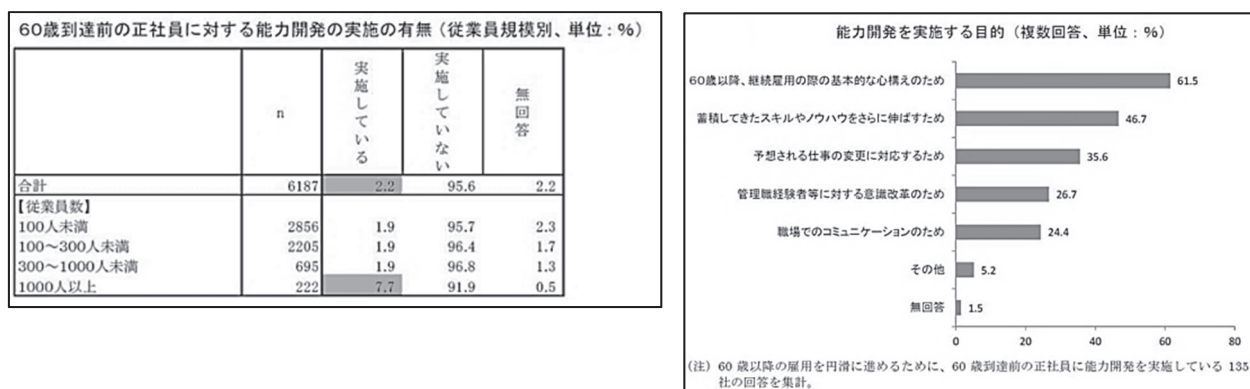 60歳到達前の正社員に対する能力開発の実施の有無（従業員規模別、単位：%）
n 実施している 実施していない 無回答
合計 6187 2.2 95.6 2.2
【従業員数】
100人未満 2856 1.9 95.7 2.3
100～300人未満 2205 1.9 96.4 1.7
300～1000人未満 695 1.9 96.8 1.3
1000人以上 222 7.7 91.9 0.5
能力開発を実施する目的（複数回答、単位：%）
60歳以降、継続雇用の際の基本的な心構えのため 61.5
蓄積してきたスキルやノウハウをさらに伸ばすため 46.7
予想される仕事の変更に対応するため 35.6
管理職経験者等に対する意識改革のため 26.7
職場でのコミュニケーションのため 24.4
その他 5.2
無回答 1.5
0 20 40 60 80
(注) 60 歳以降の雇用を円滑に進めるために、60 歳到達前の正社員に能力開発を実施している 135
社の回答を集計。